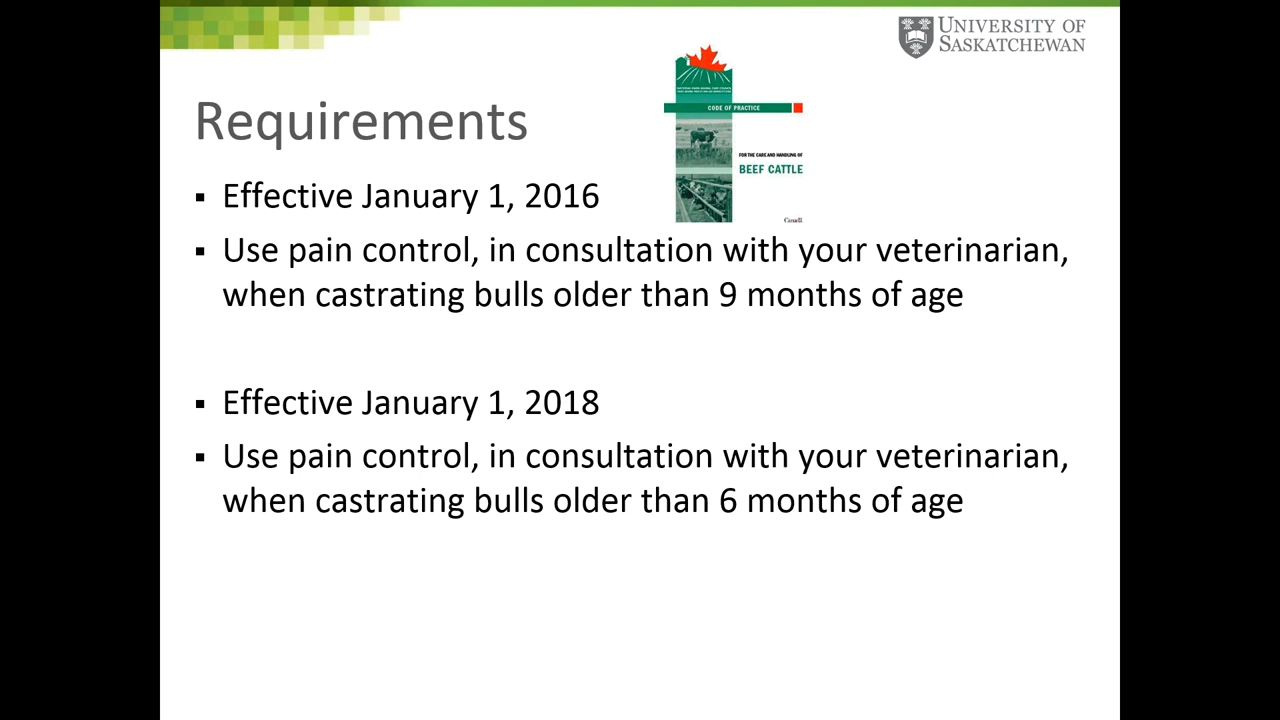 UNIVERSITY OF
SASKATCHEWAN
CODE OF PRACTICE
FOR THE CARE AND HANDLING OF
BEEF CATTLE
Canada
Requirements
▪ Effective January 1, 2016
▪ Use pain control, in consultation with your veterinarian,
when castrating bulls older than 9 months of age
▪ Effective January 1, 2018
▪ Use pain control, in consultation with your veterinarian,
when castrating bulls older than 6 months of age